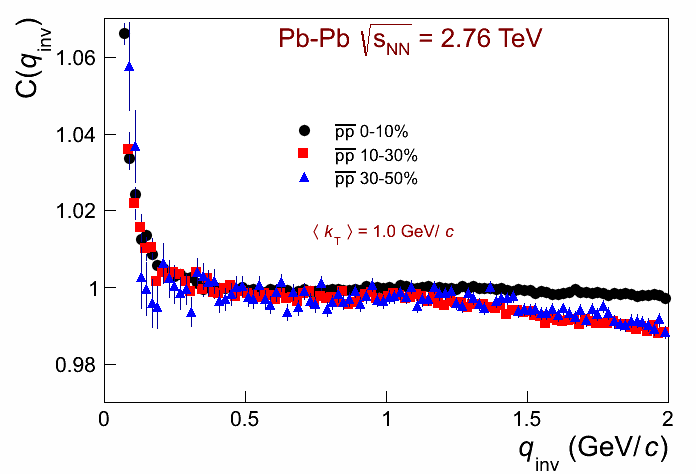 C(q_inv)
Pb-Pb √s_NN = 2.76 TeV
p̅p̅ 0-10%
p̅p̅ 10-30%
p̅p̅ 30-50%
⟨ k_T ⟩ = 1.0 GeV/ c
1.06
1.04
1.02
1
0.98
0 0.5 1 1.5 2
q_inv (GeV/c)